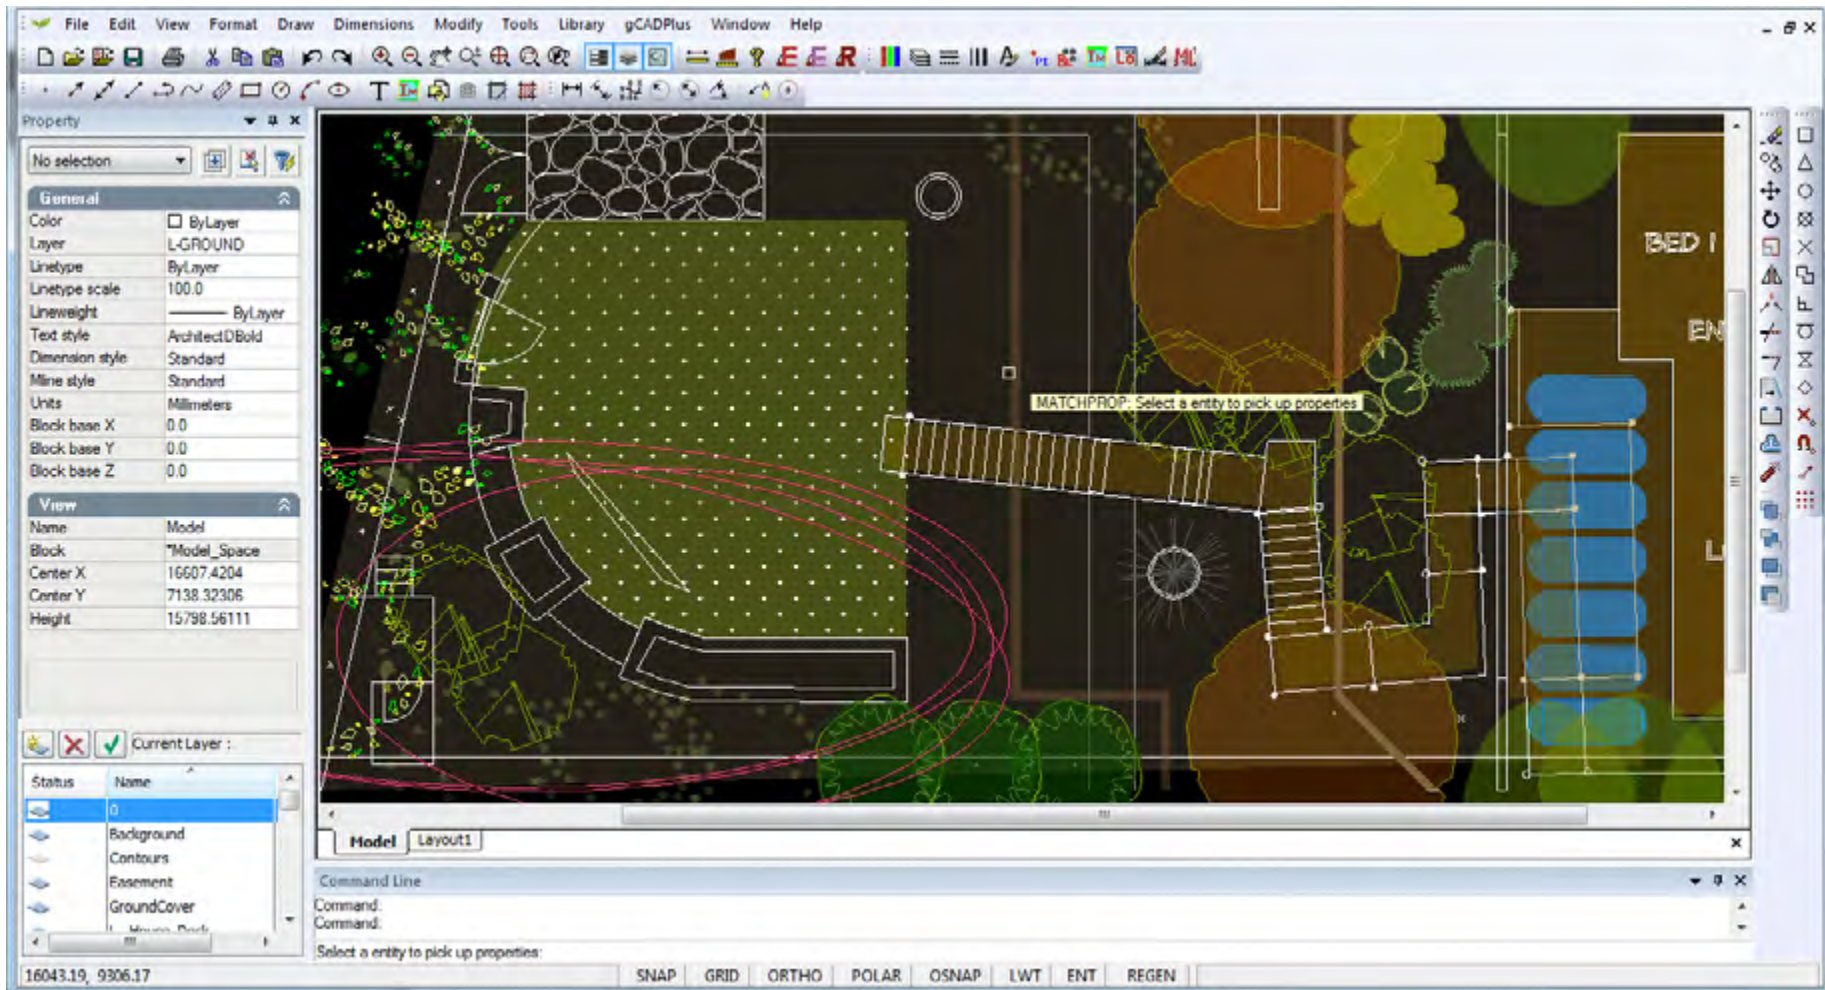 File Edit View Format Draw Dimensions Modify Tools Library gCADPlus Window Help
Property
No selection
General
Color ByLayer
Layer L-GROUND
Linetype ByLayer
Linetype scale 100.0
Lineweight ByLayer
Text style ArchitectDBold
Dimension style Standard
Mline style Standard
Units Millimeters
Block base X 0.0
Block base Y 0.0
Block base Z 0.0
View
Name Model
Block *Model_Space
Center X 16607.4204
Center Y 7138.32306
Height 15798.56111
Current Layer :
Status Name
0
Background
Contours
Easement
GroundCover
BED 1
EN
MATCHPROP: Select a entity to pick up properties
Model Layout1
Command Line
Command:
Command:
Select a entity to pick up properties:
16043.19, 9306.17 SNAP GRID ORTHO POLAR OSNAP LWT ENT REGEN